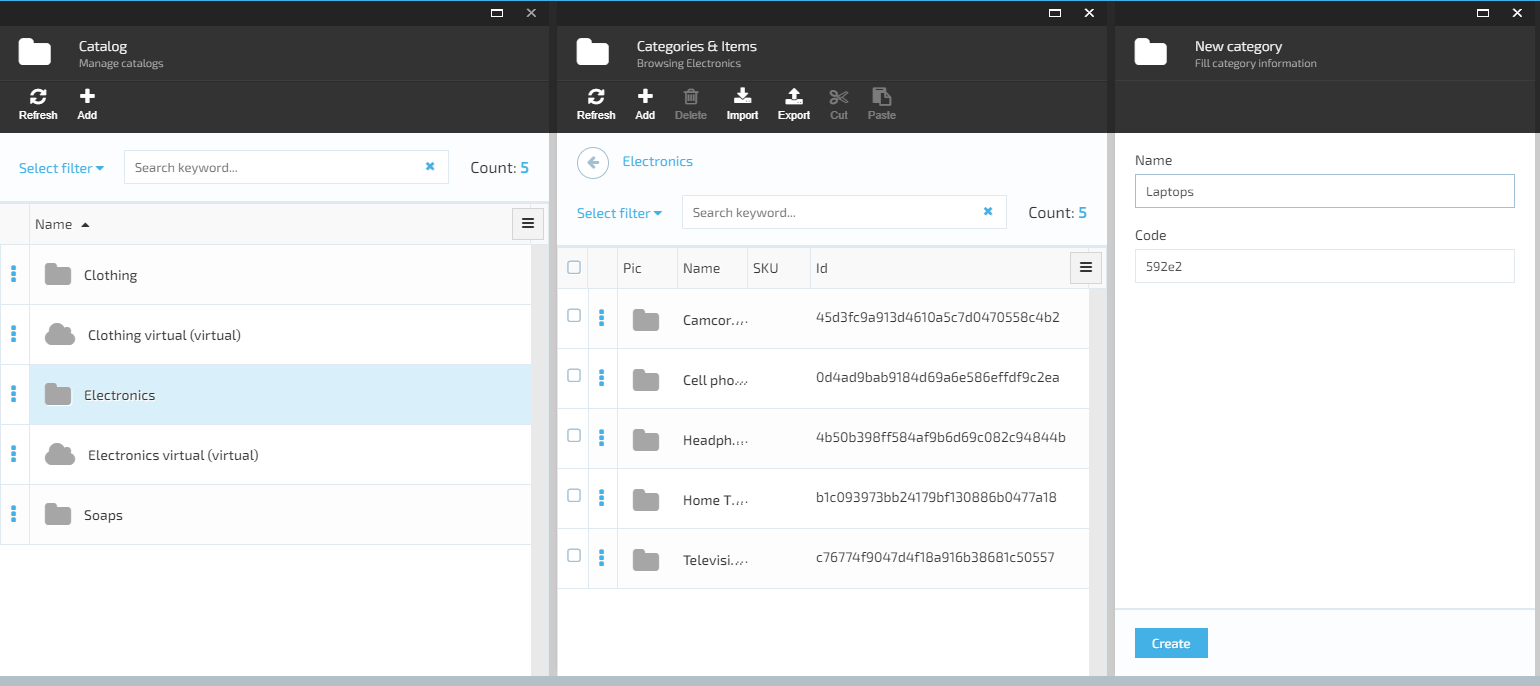 Catalog
Manage catalogs
Refresh
Add
Select filter
Search keyword...
Count: 5
Name
Clothing
Clothing virtual (virtual)
Electronics
Electronics virtual (virtual)
Soaps
Categories & Items
Browsing Electronics
Refresh
Add
Delete
Import
Export
Cut
Paste
Electronics
Select filter
Search keyword...
Count: 5
Pic Name SKU Id
Camcor... 45d3fc9a913d4610a5c7d0470558c4b2
Cell pho... 0d4ad9bab9184d69a6e586effdf9c2ea
Headph... 4b50b398ff584af9b6d69c082c94844b
Home T... b1c093973bb24179bf130886b0477a18
Televisi... c76774f9047d4f18a916b38681c50557
New category
Fill category information
Name
Laptops
Code
592e2
Create